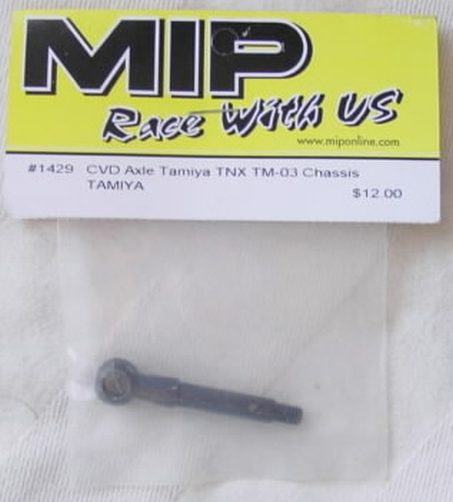 MIP
Race With US
www.miponline.com
#1429 CVD Axle Tamiya TNX TM-03 Chassis
TAMIYA
$12.00